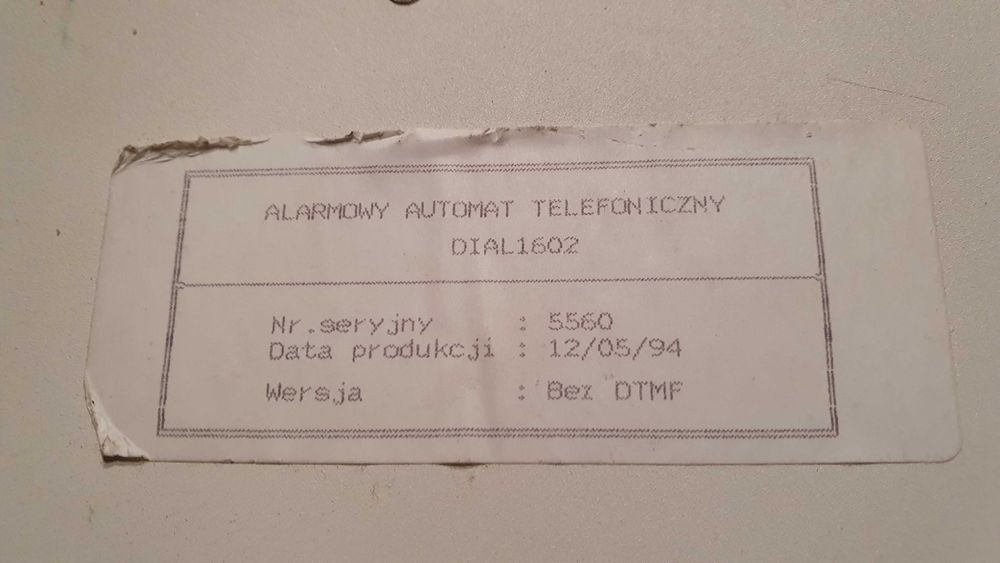 ALARMOWY AUTOMAT TELEFONICZNY
DIAL1602
Nr.seryjny : 5560
Data produkcji : 12/05/94
Wersja : Bez DTMF